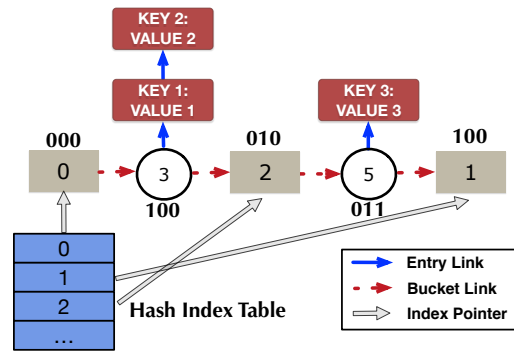 KEY 2:
VALUE 2
KEY 1:
VALUE 1
KEY 3:
VALUE 3
000
010
100
0
3
2
5
1
100
011
0
1
2
...
Hash Index Table
Entry Link
Bucket Link
Index Pointer